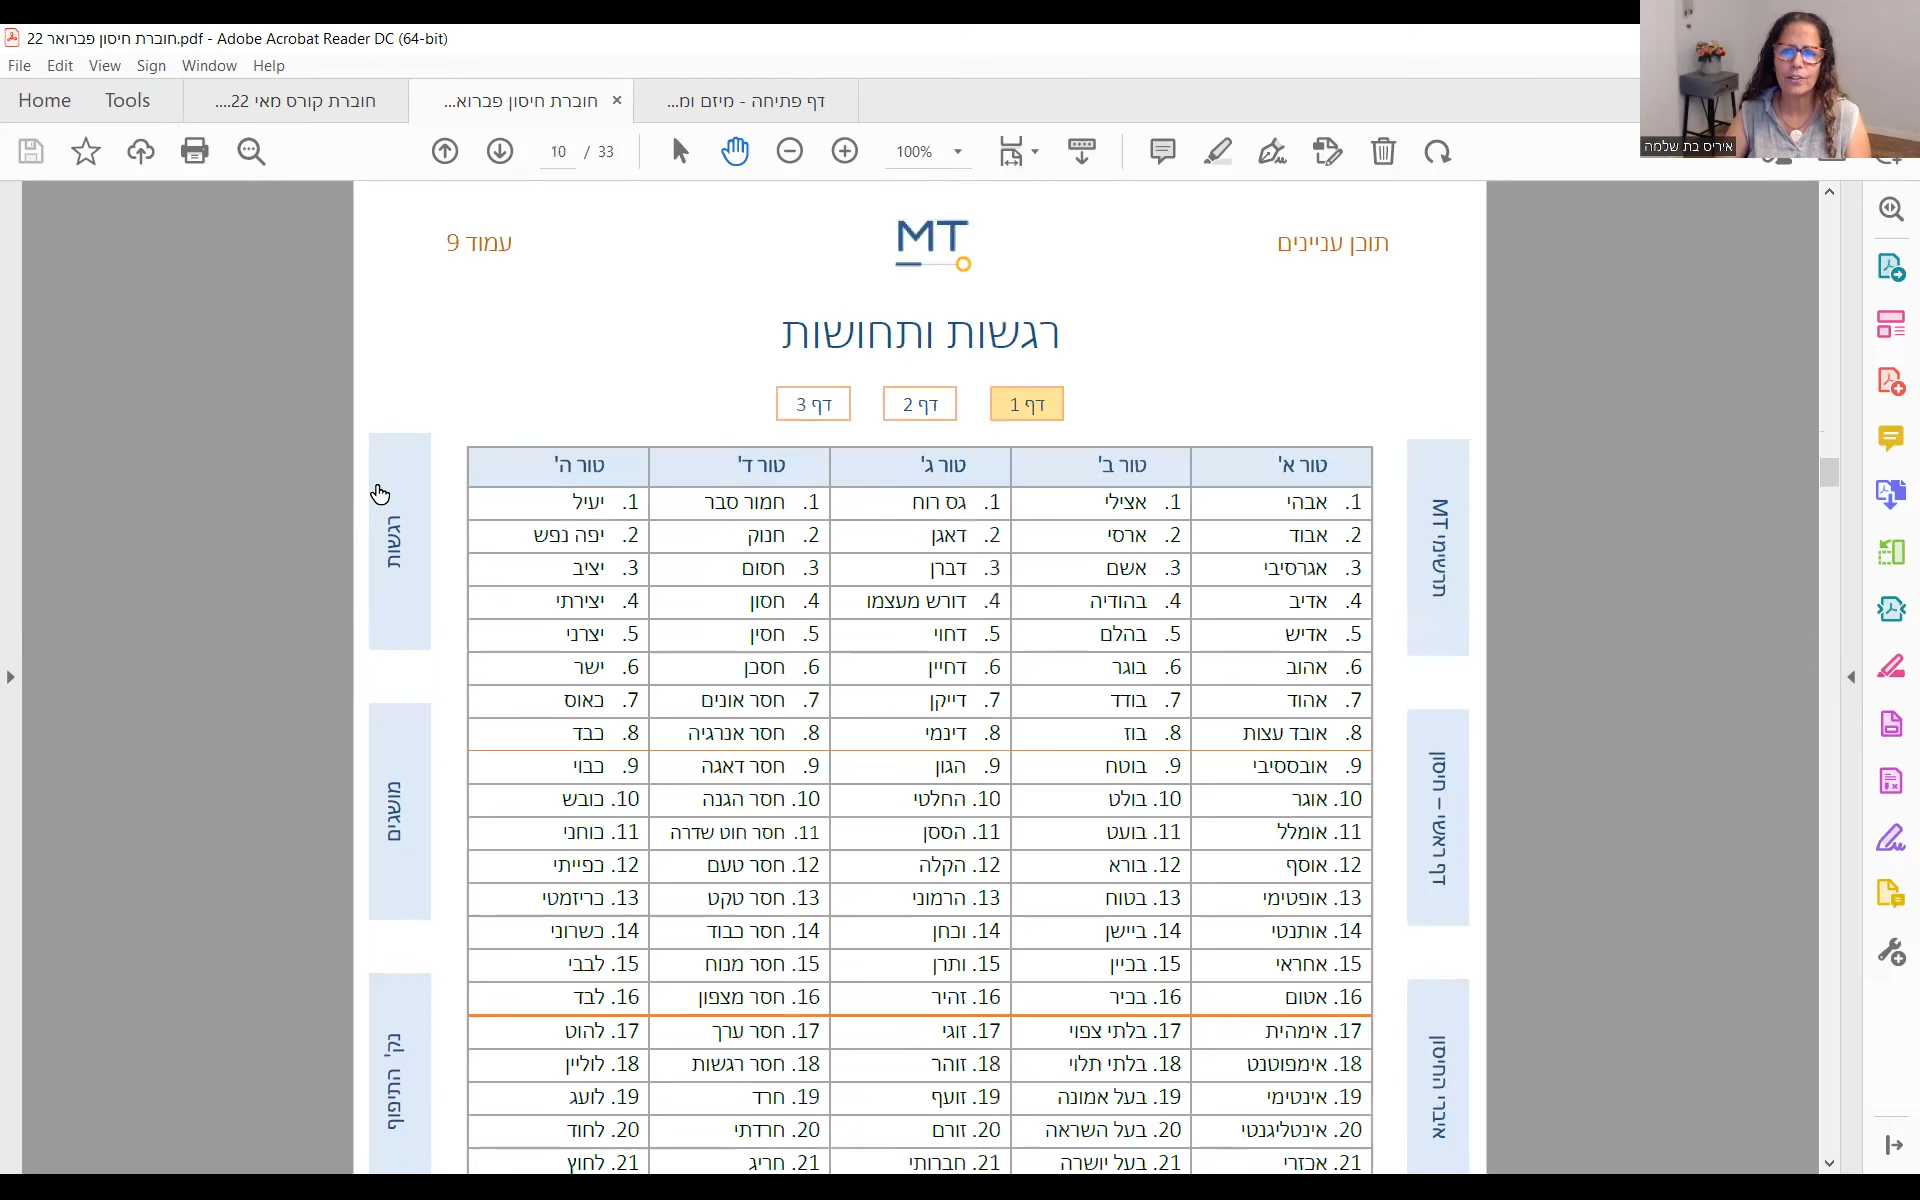 חוברת חיסון פברואר 22.pdf - Adobe Acrobat Reader DC (64-bit)
File Edit View Sign Window Help
Home Tools חוברת קורס מאי 22.... חוברת חיסון פברוא... × דף פתיחה - מיזם ומ...
10 / 33 100%
איריס בת שלמה
תוכן עניינים MT עמוד 9
רגשות ותחושות
דף 1 דף 2 דף 3
טור א' טור ב' טור ג' טור ד' טור ה'
1. אבהי 1. אצילי 1. גס רוח 1. חמור סבר 1. יעיל
2. אבוד 2. ארסי 2. דאגן 2. חנוק 2. יפה נפש
3. אגרסיבי 3. אשם 3. דברן 3. חסום 3. יציב
4. אדיב 4. בהודיה 4. דורש מעצמו 4. חסון 4. יצירתי
5. אדיש 5. בהלם 5. דחוי 5. חסין 5. יצרני
6. אהוב 6. בוגר 6. דחיין 6. חסכן 6. ישר
7. אהוד 7. בודד 7. דייקן 7. חסר אונים 7. כאוס
8. אובד עצות 8. בוז 8. דינמי 8. חסר אנרגיה 8. כבד
9. אובססיבי 9. בוטח 9. הגון 9. חסר דאגה 9. כבוי
10. אוגר 10. בולט 10. החלטי 10. חסר הגנה 10. כובש
11. אומלל 11. בועט 11. הססן 11. חסר חוט שדרה 11. כוחני
12. אוסף 12. בורא 12. הקלה 12. חסר טעם 12. כפייתי
13. אופטימי 13. בטוח 13. הרמוני 13. חסר טקט 13. כריזמטי
14. אותנטי 14. ביישן 14. וכחן 14. חסר כבוד 14. כשרוני
15. אחראי 15. בכיין 15. ותרן 15. חסר מנוח 15. לבבי
16. אטום 16. בכיר 16. זהיר 16. חסר מצפון 16. לבד
17. אימהית 17. בלתי צפוי 17. זוגי 17. חסר ערך 17. להוט
18. אימפוטנט 18. בלתי תלוי 18. זוהר 18. חסר רגשות 18. לוליין
19. אינטימי 19. בעל אמונה 19. זועף 19. חרד 19. לועג
20. אינטליגנטי 20. בעל השראה 20. זורם 20. חרדתי 20. לחוד
21. אכזרי 21. בעל יושרה 21. חברותי 21. חריג 21. לחוץ
תרשימי MT
דף ראשי – חיסון
איברי החיסון
רגשות
מושגים
נק' התיפוף